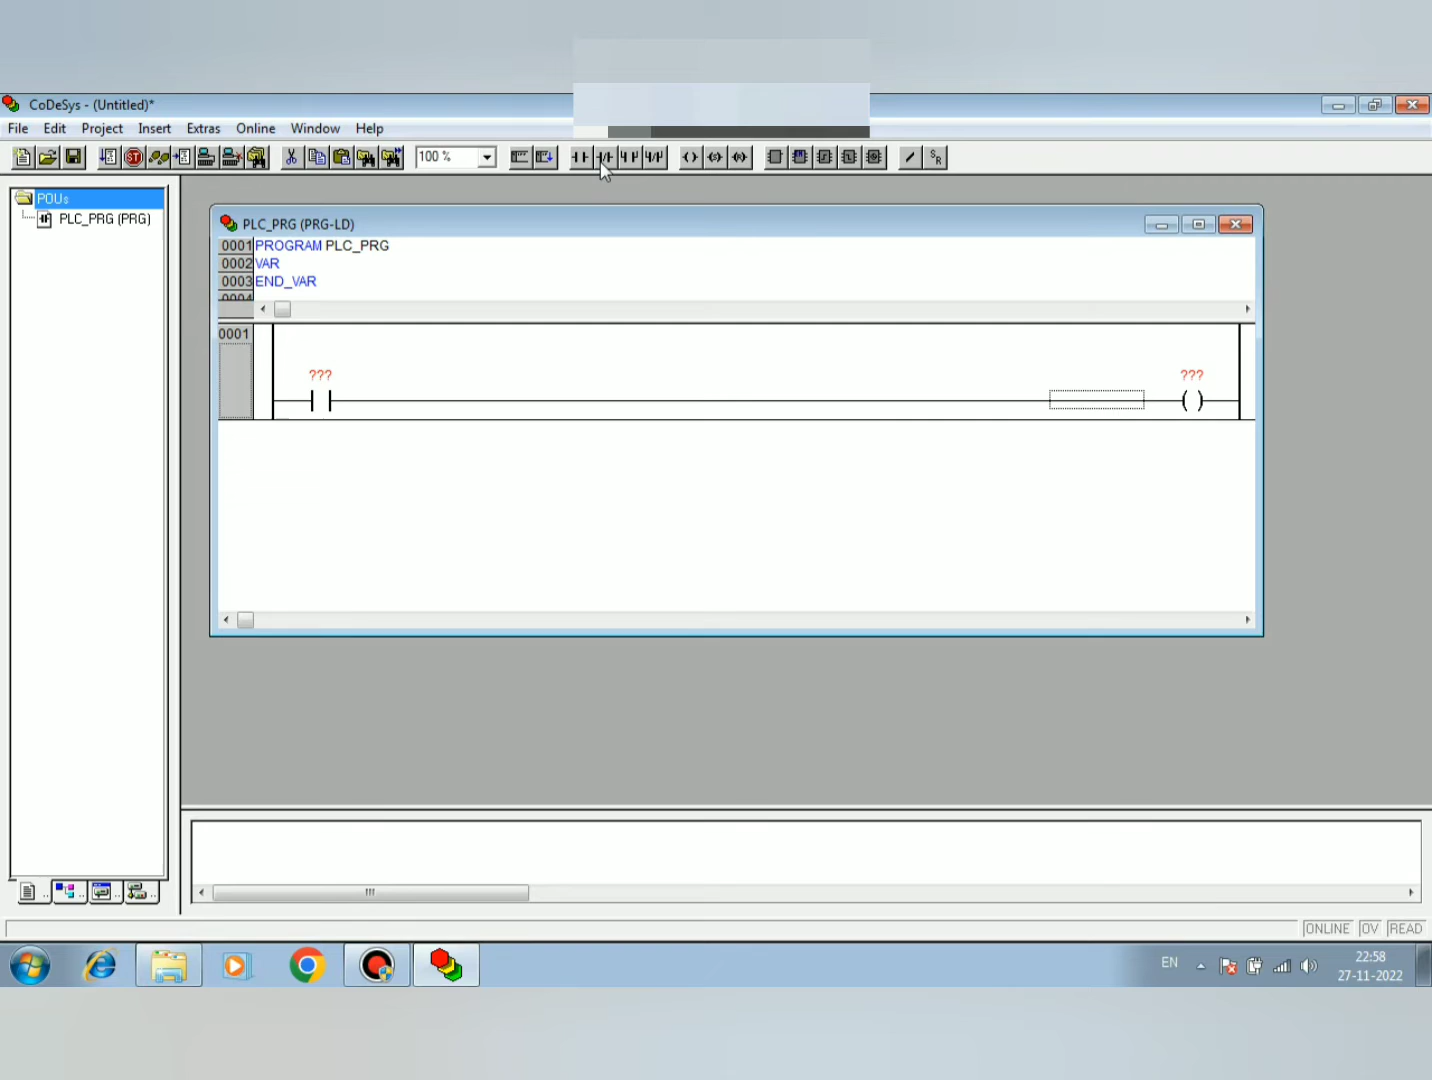 CoDeSys - (Untitled)*
File Edit Project Insert Extras Online Window Help
100 %
POUs
PLC_PRG (PRG)
PLC_PRG (PRG-LD)
0001 PROGRAM PLC_PRG
0002 VAR
0003 END_VAR
0004
0001
??? ???
ONLINE OV READ
EN
22:58
27-11-2022